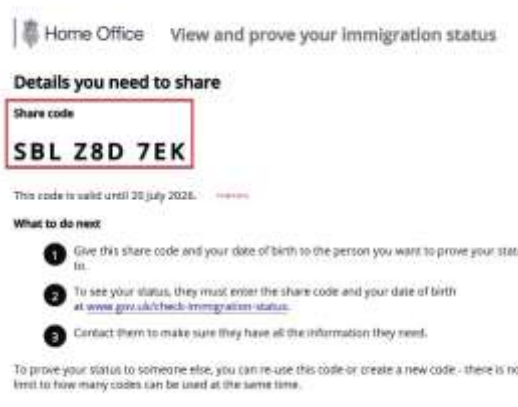 Home Office View and prove your immigration status
Details you need to share
Share code
SBL Z8D 7EK
This code is valid until 20 July 2026.
What to do next
1 Give this share code and your date of birth to the person you want to prove your stat
to.
2 To see your status, they must enter the share code and your date of birth
at www.gov.uk/check-immigration-status.
3 Contact them to make sure they have all the information they need.
To prove your status to someone else, you can re-use this code or create a new code - there is no
limit to how many codes can be used at the same time.